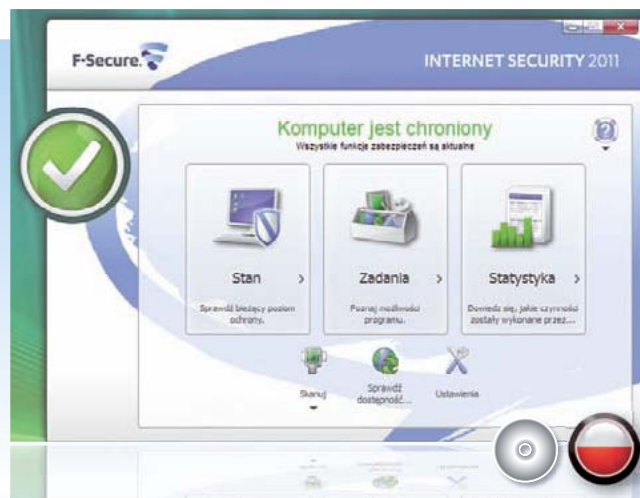 F-Secure.
INTERNET SECURITY 2011
Komputer jest chroniony
Wszystkie funkcje zabezpieczeń są aktualne
Stan
Sprawdź bieżący poziom
ochrony.
Zadania
Poznaj możliwości
programu.
Statystyka
Dowiedz się, jakie czynności
zostały wykonane przez...
Skanuj
Sprawdź
dostępność...
Ustawienia